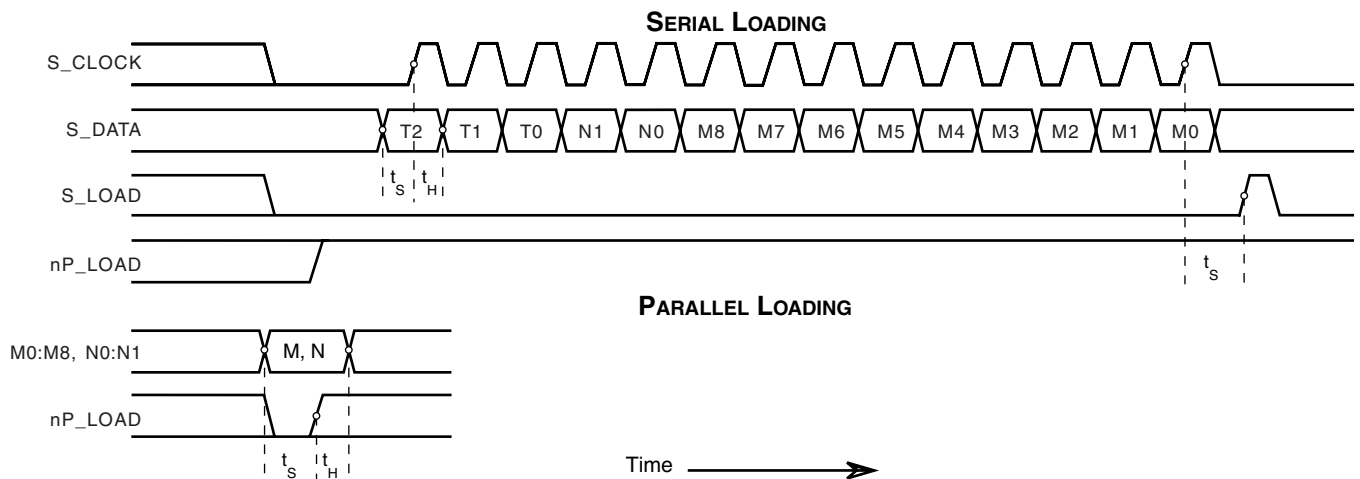 SERIAL LOADING
S_CLOCK
S_DATA T2 T1 T0 N1 N0 M8 M7 M6 M5 M4 M3 M2 M1 M0
tS tH
S_LOAD
nP_LOAD
tS
PARALLEL LOADING
M0:M8, N0:N1 M, N
nP_LOAD
tS tH
Time